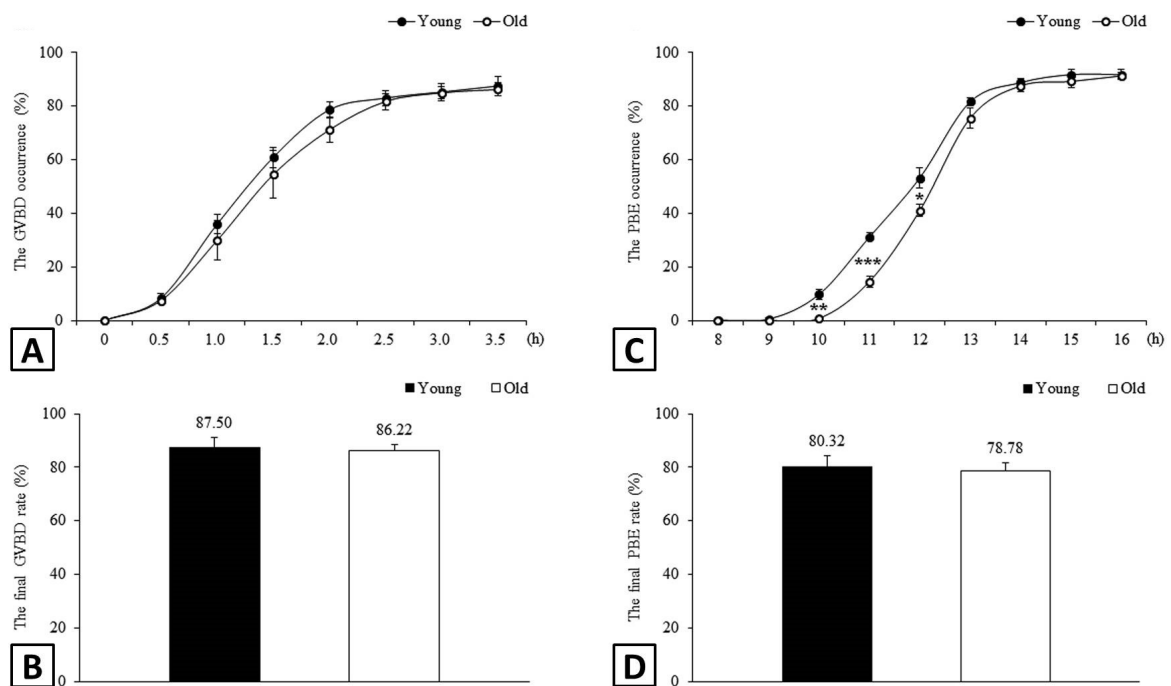 Young Old
The GVBD occurrence (%)
100
80
60
40
20
0
0 0.5 1.0 1.5 2.0 2.5 3.0 3.5 (h)
A
Young Old
The PBE occurrence (%)
100
80
60
40
20
0
*
***
**
8 9 10 11 12 13 14 15 16 (h)
C
Young Old
The final GVBD rate (%)
100
80
60
40
20
0
87.50 86.22
B
Young Old
The final PBE rate (%)
100
80
60
40
20
0
80.32 78.78
D